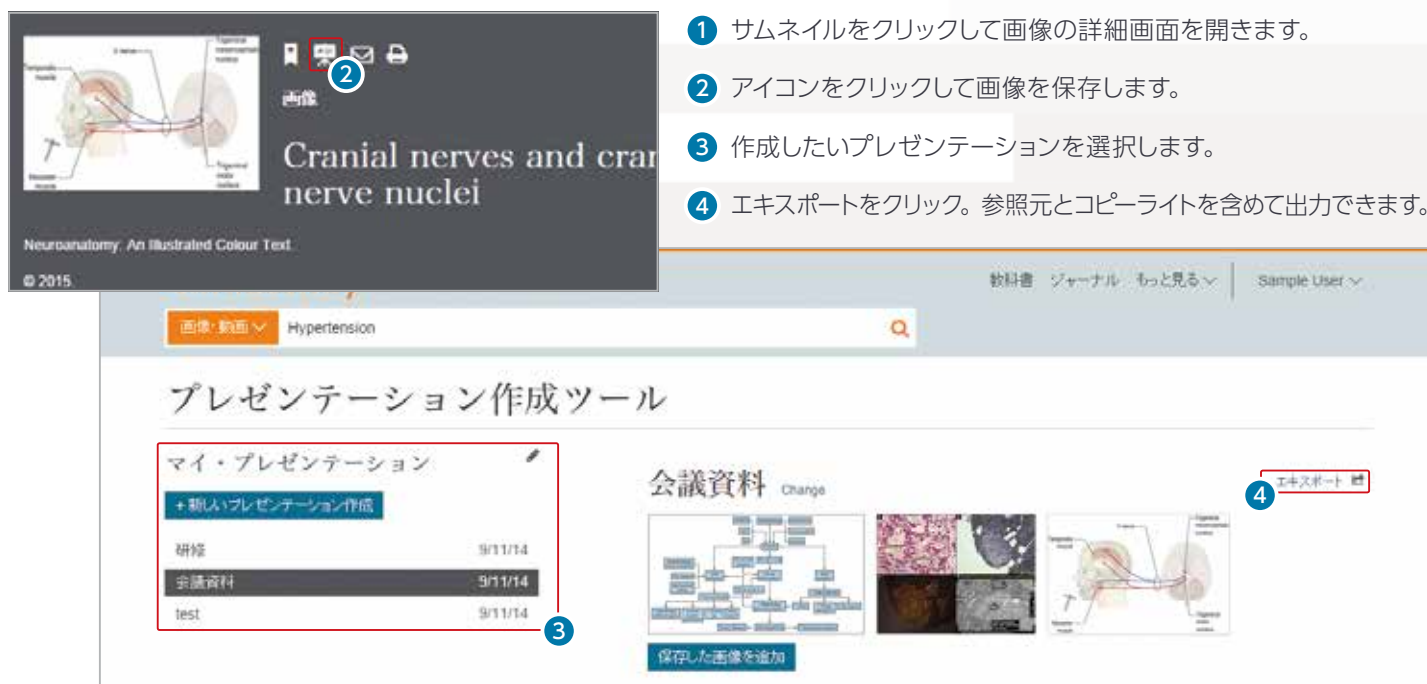 1 サムネイルをクリックして画像の詳細画面を開きます。
2 アイコンをクリックして画像を保存します。
3 作成したいプレゼンテーションを選択します。
4 エキスポートをクリック。参照元とコピーライトを含めて出力できます。
2
画像
Cranial nerves and cran
nerve nuclei
Neuroanatomy: An Illustrated Colour Text
© 2015.
教科書 ジャーナル もっと見る Sample User
画像・動画 Hypertension
プレゼンテーション作成ツール
マイ・プレゼンテーション
+新しいプレゼンテーション作成
研修 9/11/14
会議資料 9/11/14
test 9/11/14
3
会議資料 Change
エキスポート
4
保存した画像を追加